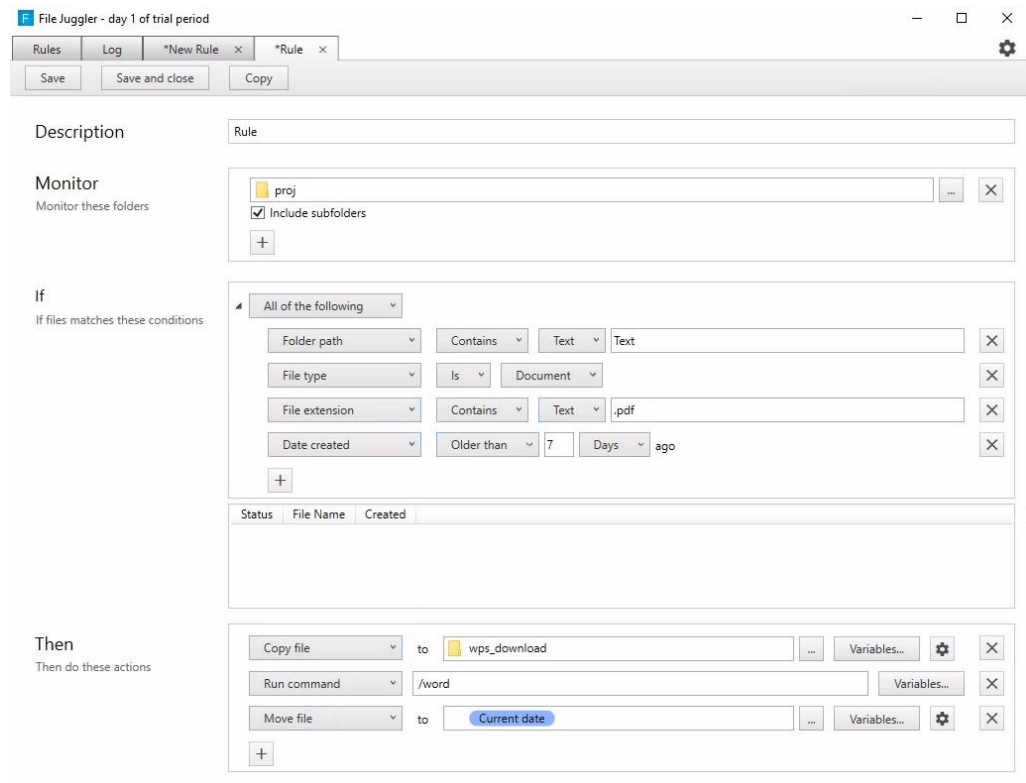 F File Juggler - day 1 of trial period
Rules Log *New Rule *Rule
Save Save and close Copy
Description Rule
Monitor
Monitor these folders
proj ...
Include subfolders
If
If files matches these conditions
All of the following
Folder path Contains Text Text
File type Is Document
File extension Contains Text .pdf
Date created Older than 7 Days ago
Status File Name Created
Then
Then do these actions
Copy file to wps_download ... Variables...
Run command /word Variables...
Move file to Current date ... Variables...